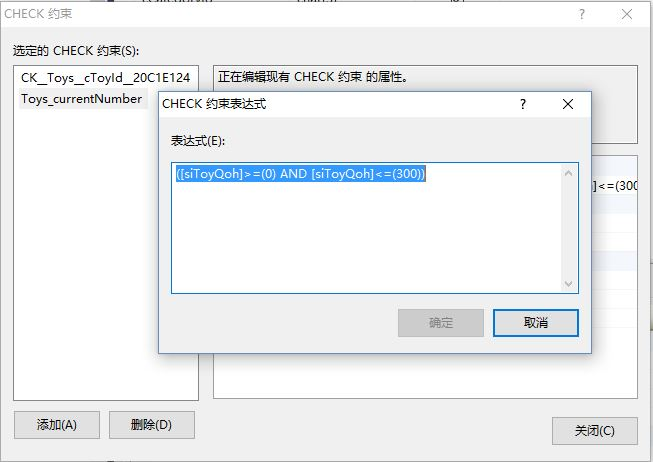 CHECK 约束
选定的 CHECK 约束(S):
CK__Toys__cToyId__20C1E124
Toys_currentNumber
正在编辑现有 CHECK 约束 的属性。
CHECK 约束表达式
表达式(E):
([siToyQoh]>=(0) AND [siToyQoh]<=(300))
]<=(300
确定
取消
添加(A)
删除(D)
关闭(C)